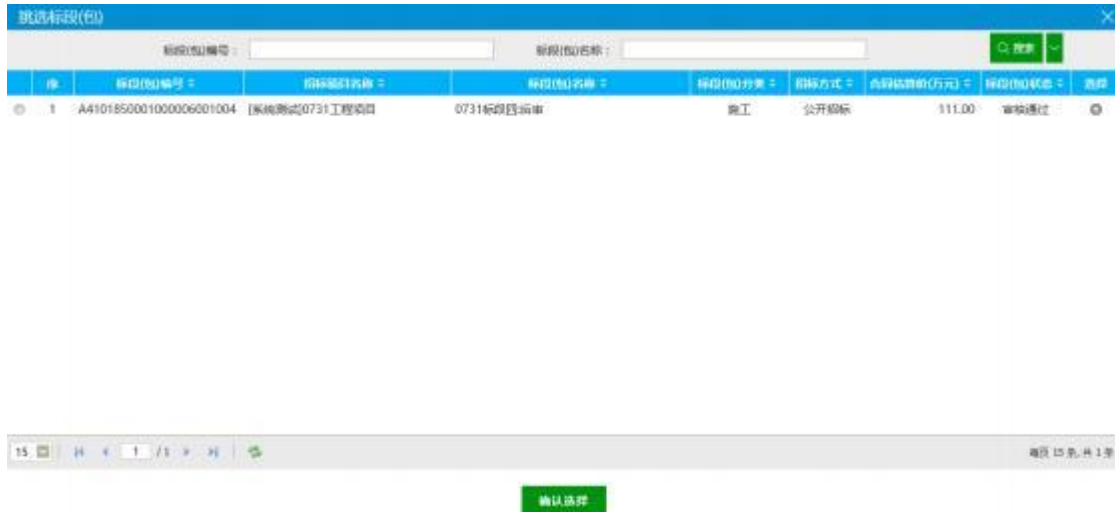 挑选标段(包)
标段(包)编号： 标段(包)名称： 搜索
序 标段(包)编号 招标项目名称 标段(包)名称 标段(包)分类 招标方式 合同估算价(万元) 标段(包)状态 选择
1 A4101850001000006001004 [系统测试]0731工程项目 0731标段四:后审 施工 公开招标 111.00 审核通过
15 1 /1 每页 15 条, 共 1 条
确认选择